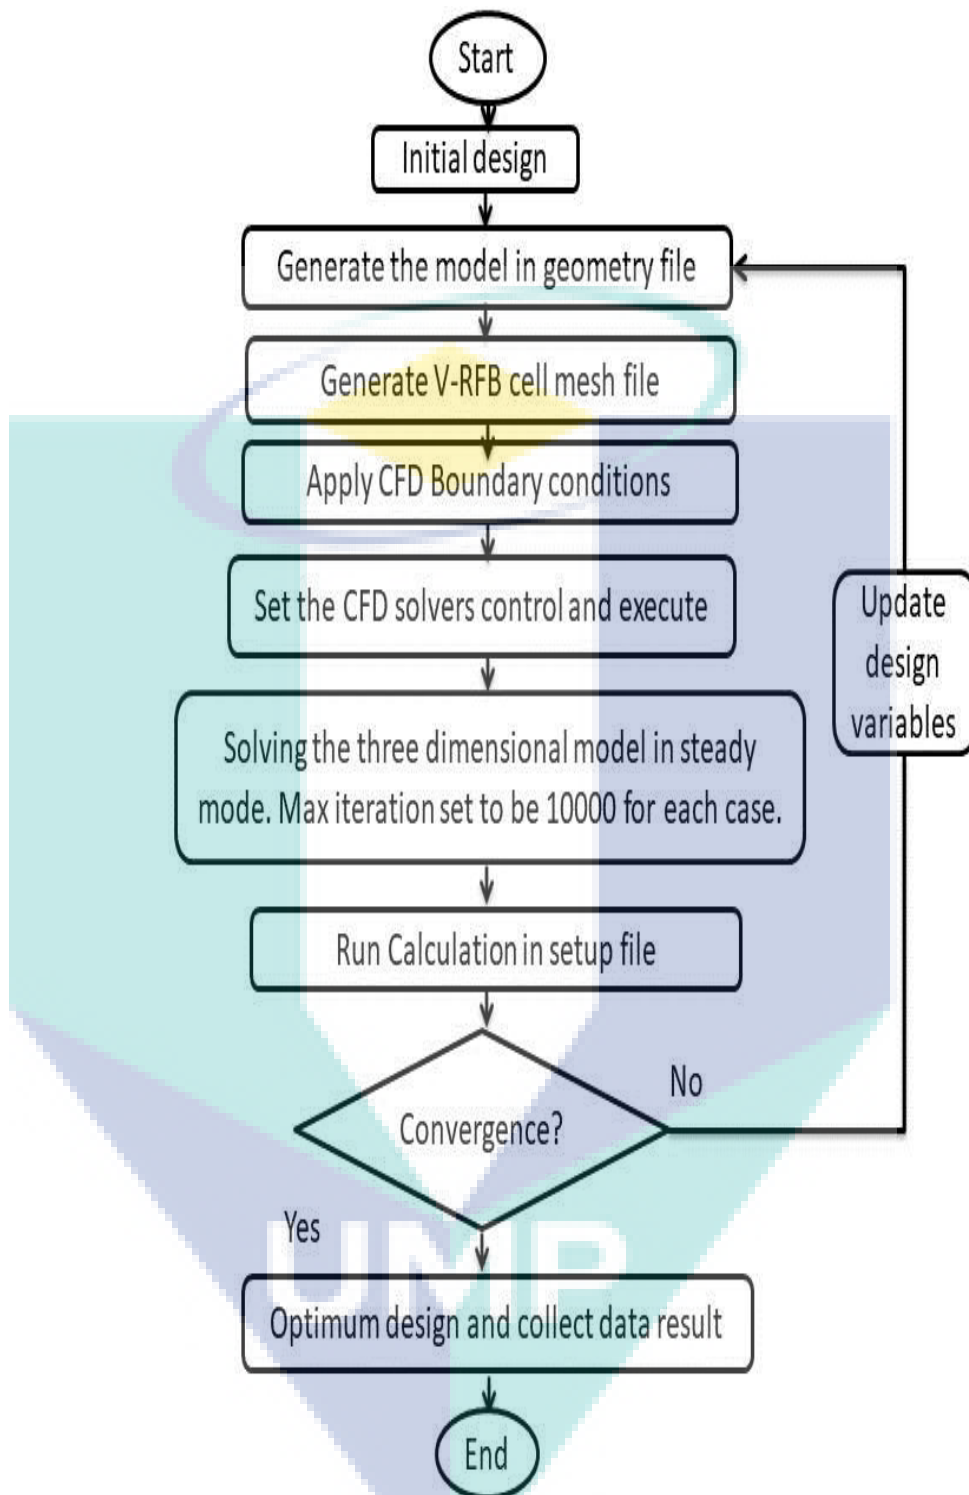 Start
Initial design
Generate the model in geometry file
Generate V-RFB cell mesh file
Apply CFD Boundary conditions
Set the CFD solvers control and execute
Update
design
variables
Solving the three dimensional model in steady
mode. Max iteration set to be 10000 for each case.
Run Calculation in setup file
No
Convergence?
Yes
UMP
Optimum design and collect data result
End